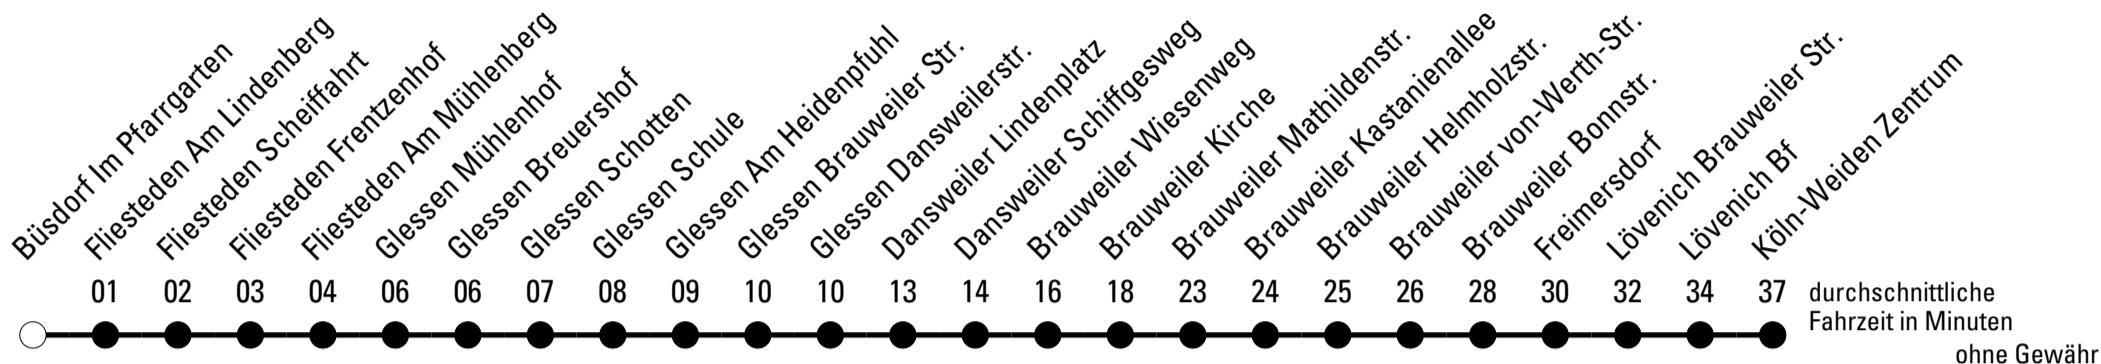 Büsdorf Im Pfarrgarten
Fliesteden Am Lindenberg
Fliesteden Scheiffahrt
Fliesteden Frentzenhof
Fliesteden Am Mühlenberg
Glessen Mühlenhof
Glessen Breuershof
Glessen Schotten
Glessen Schule
Glessen Am Heidenpfuhl
Glessen Brauweiler Str.
Glessen Dansweilerstr.
Dansweiler Lindenplatz
Dansweiler Schiffgesweg
Brauweiler Wiesenweg
Brauweiler Kirche
Brauweiler Mathildenstr.
Brauweiler Kastanienallee
Brauweiler Helmholzstr.
Brauweiler von-Werth-Str.
Brauweiler Bonnstr.
Freimersdorf
Lövenich Brauweiler Str.
Lövenich Bf
Köln-Weiden Zentrum
01 02 03 04 06 06 07 08 09 10 10 13 14 16 18 23 24 25 26 28 30 32 34 37
durchschnittliche
Fahrzeit in Minuten
ohne Gewähr